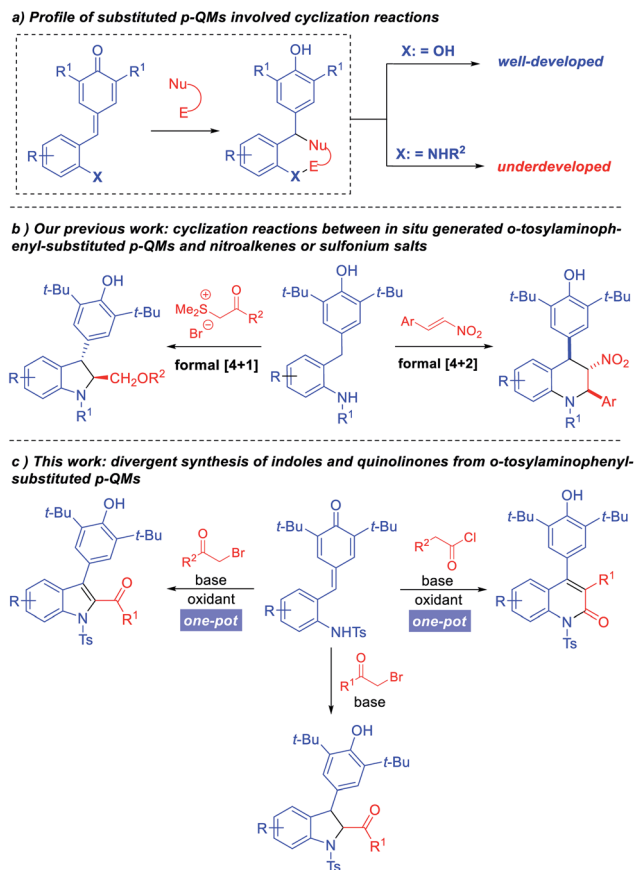 a) Profile of substituted p-QMs involved cyclization reactions
O
R1
R1
R
X
Nu
E
OH
R1
R1
Nu
R
X
E
X: = OH
well-developed
X: = NHR2
underdeveloped
b ) Our previous work: cyclization reactions between in situ generated o-tosylaminoph-
enyl-substituted p-QMs and nitroalkenes or sulfonium salts
OH
t-Bu
t-Bu
R
N
R1
CH2OR2
Me2S
+
O
R2
Br
−
formal [4+1]
OH
t-Bu
t-Bu
R
NH
R1
Ar
NO2
formal [4+2]
OH
t-Bu
t-Bu
NO2
R
N
Ar
R1
c ) This work: divergent synthesis of indoles and quinolinones from o-tosylaminophenyl-
substituted p-QMs
OH
t-Bu
t-Bu
R
O
N
R1
Ts
O
R2
Br
base
oxidant
one-pot
O
t-Bu
t-Bu
R
NHTs
R2
Cl
O
base
oxidant
one-pot
OH
t-Bu
t-Bu
R1
R
N
O
Ts
O
R1
Br
base
OH
t-Bu
t-Bu
R
O
N
R1
Ts